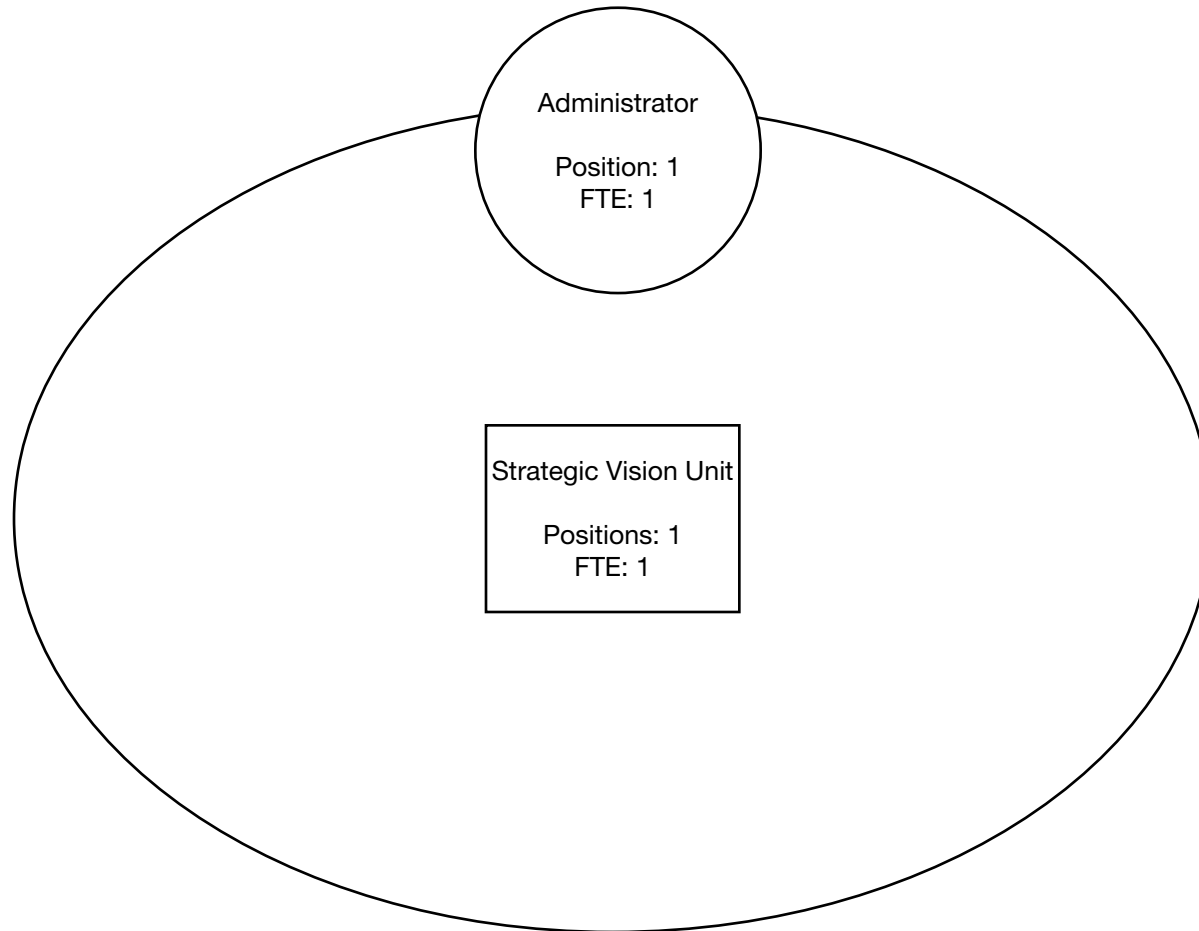 Administrator
Position: 1
FTE: 1
Strategic Vision Unit
Positions: 1
FTE: 1